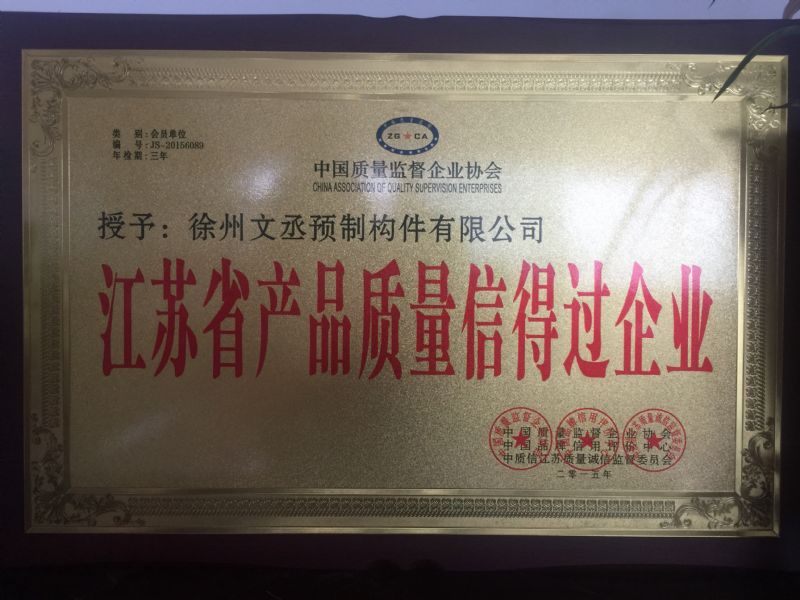 类 别：会员单位
编 号：JS-20156089
年检期：三年
ZG★CA
中国质量监督企业协会
CHINA ASSOCIATION OF QUALITY SUPERVISION ENTERPRISES
授予：徐州文丞预制构件有限公司
江苏省产品质量信得过企业
中国质量监督企业协会
中国品牌信用评价中心
中质信江苏质量诚信监督委员会
二零一五年